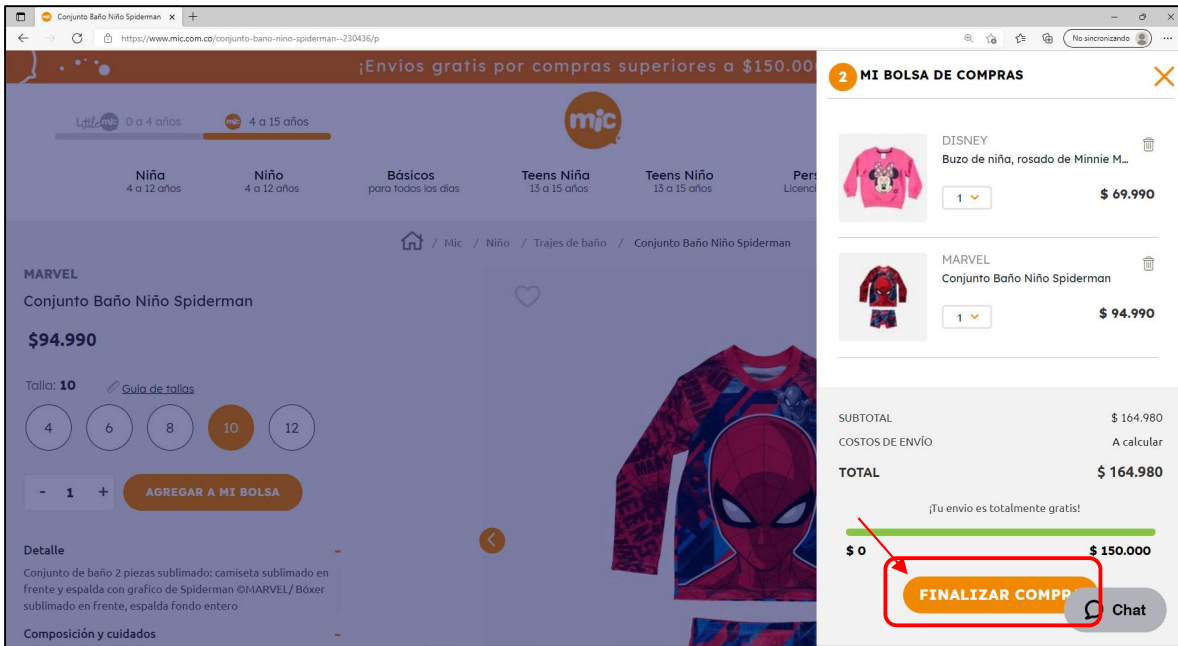 Conjunto Baño Niño Spiderman
https://www.mic.com.co/conjunto-bano-nino-spiderman--230436/p
No sincronizando
¡Envíos gratis por compras superiores a $150.00
Little mic 0 a 4 años
mic 4 a 15 años
mic
Niña
4 a 12 años
Niño
4 a 12 años
Básicos
para todos los días
Teens Niña
13 a 15 años
Teens Niño
13 a 15 años
Pers
Licenci
/ Mic / Niño / Trajes de baño / Conjunto Baño Niño Spiderman
MARVEL
Conjunto Baño Niño Spiderman
$94.990
Talla: 10 Guía de tallas
4 6 8 10 12
- 1 + AGREGAR A MI BOLSA
Detalle -
Conjunto de baño 2 piezas sublimado: camiseta sublimado en
frente y espalda con grafico de Spiderman ©MARVEL/ Bóxer
sublimado en frente, espalda fondo entero
Composición y cuidados -
2 MI BOLSA DE COMPRAS
DISNEY
Buzo de niña, rosado de Minnie M...
1 $ 69.990
MARVEL
Conjunto Baño Niño Spiderman
1 $ 94.990
SUBTOTAL $ 164.980
COSTOS DE ENVÍO A calcular
TOTAL $ 164.980
¡Tu envio es totalmente gratis!
$ 0 $ 150.000
FINALIZAR COMPR
Chat